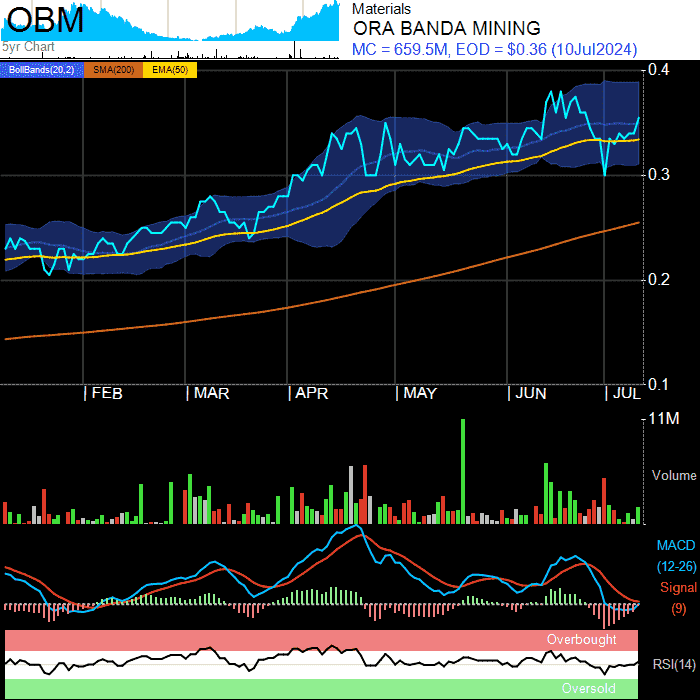 OBM
5yr Chart
Materials
ORA BANDA MINING
MC = 659.5M, EOD = $0.36 (10Jul2024)
BollBands(20,2) SMA(200) EMA(50)
0.4
0.3
0.2
0.1
FEB MAR APR MAY JUN JUL
11M
Volume
MACD
(12-26)
Signal
(9)
Overbought
RSI(14)
Oversold